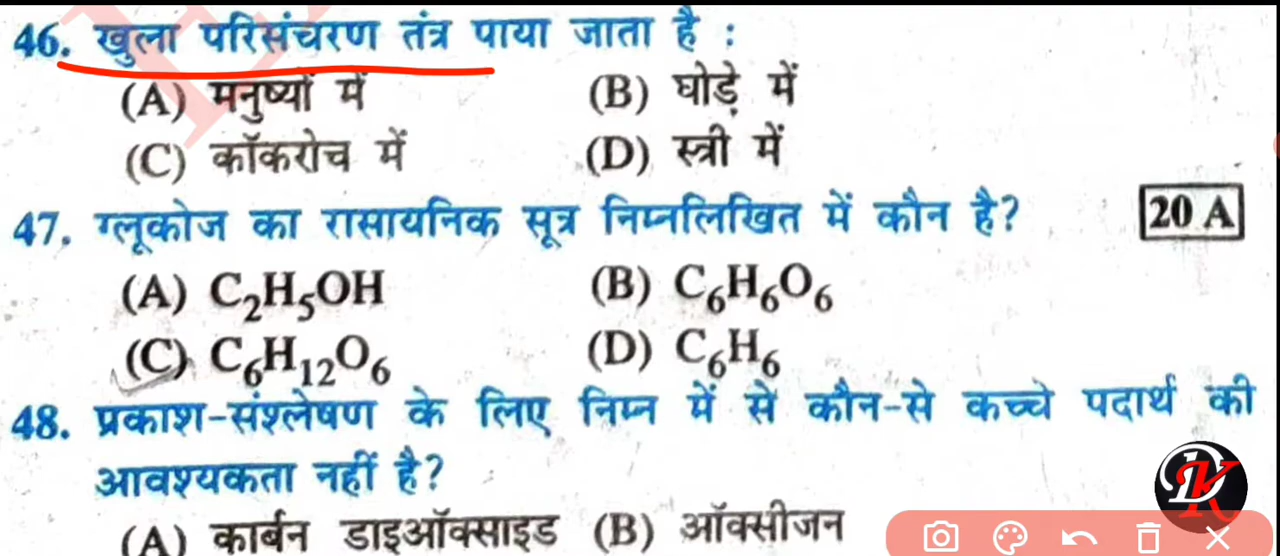 46. खुला परिसंचरण तंत्र पाया जाता है :
(A) मनुष्यों में (B) घोड़े में
(C) कॉकरोच में (D) स्त्री में
47. ग्लूकोज का रासायनिक सूत्र निम्नलिखित में कौन है? 20 A
(A) C₂H₅OH (B) C₆H₆O₆
(C) C₆H₁₂O₆ (D) C₆H₆
48. प्रकाश-संश्लेषण के लिए निम्न में से कौन-से कच्चे पदार्थ की
आवश्यकता नहीं है?
(A) कार्बन डाइऑक्साइड (B) ऑक्सीजन
DK